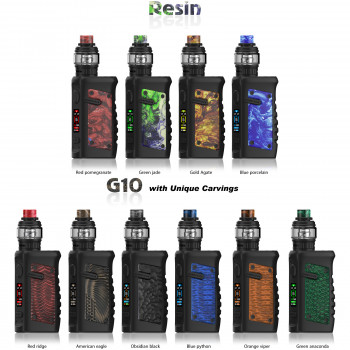 Resin
Red pomegranate
Green jade
Gold Agate
Blue porcelain
G10 with Unique Carvings
Red ridge
American eagle
Obsidian black
Blue python
Orange viper
Green anaconda